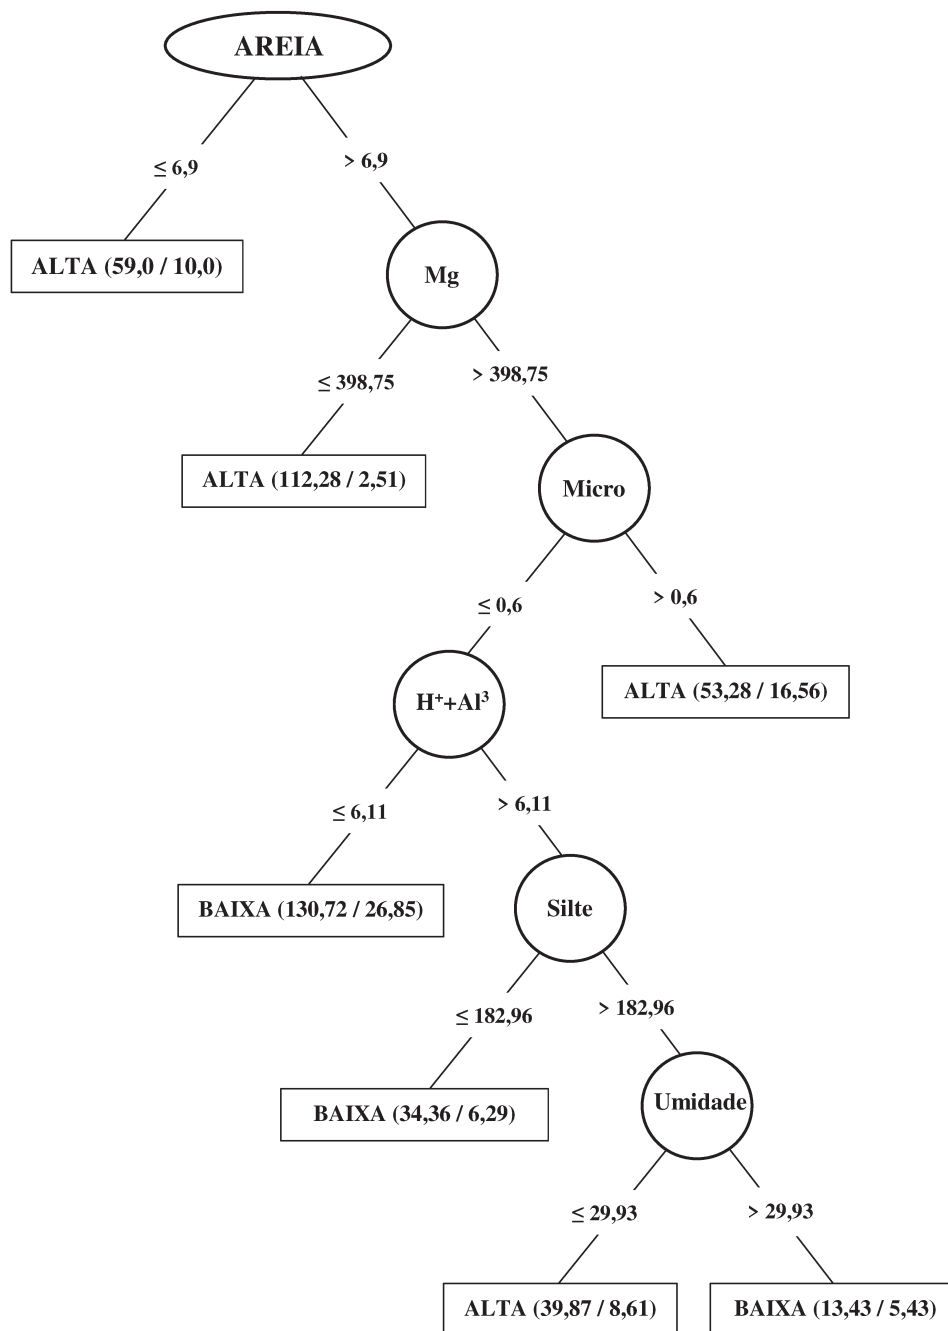 AREIA
≤ 6,9
> 6,9
ALTA (59,0 / 10,0)
Mg
≤ 398,75
> 398,75
ALTA (112,28 / 2,51)
Micro
≤ 0,6
> 0,6
H⁺+Al³
ALTA (53,28 / 16,56)
≤ 6,11
> 6,11
BAIXA (130,72 / 26,85)
Silte
≤ 182,96
> 182,96
BAIXA (34,36 / 6,29)
Umidade
≤ 29,93
> 29,93
ALTA (39,87 / 8,61)
BAIXA (13,43 / 5,43)